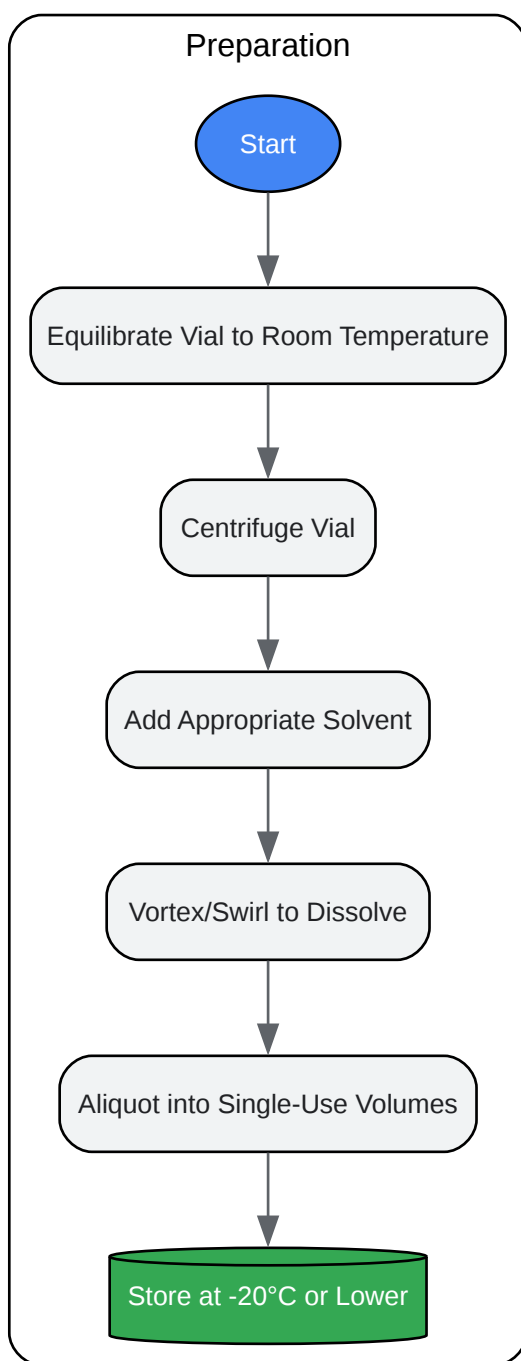 Preparation
Start
Equilibrate Vial to Room Temperature
Centrifuge Vial
Add Appropriate Solvent
Vortex/Swirl to Dissolve
Aliquot into Single-Use Volumes
Store at -20°C or Lower